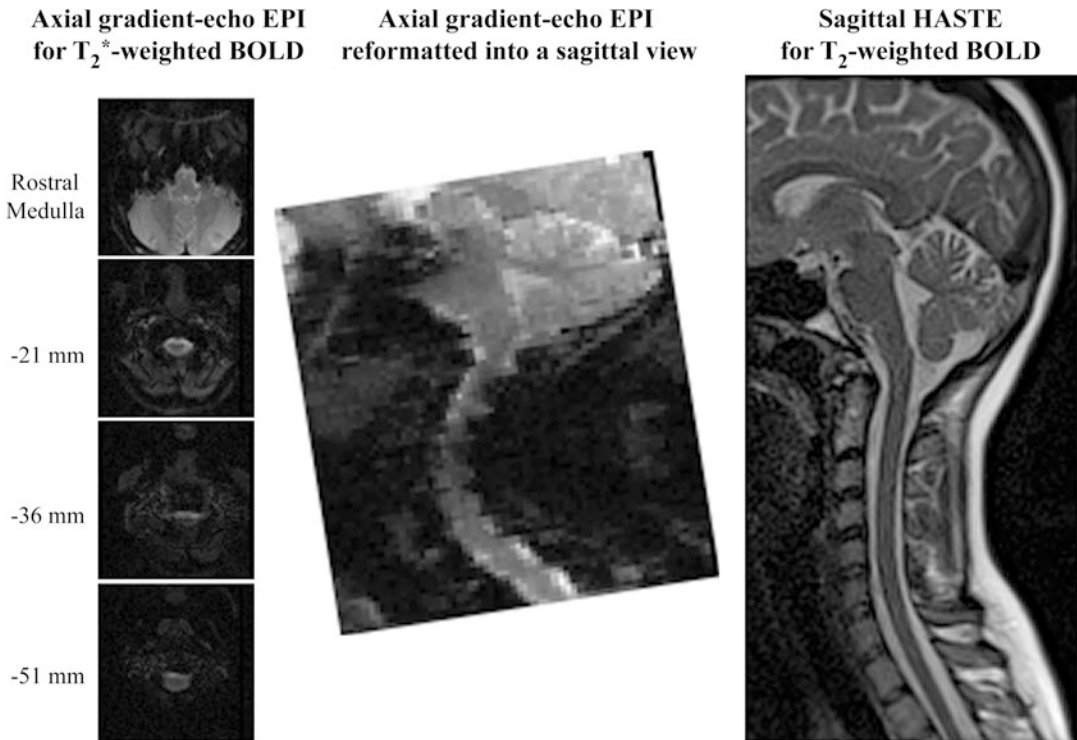 Axial gradient-echo EPI
for T₂*-weighted BOLD
Axial gradient-echo EPI
reformatted into a sagittal view
Sagittal HASTE
for T₂-weighted BOLD
Rostral
Medulla
-21 mm
-36 mm
-51 mm